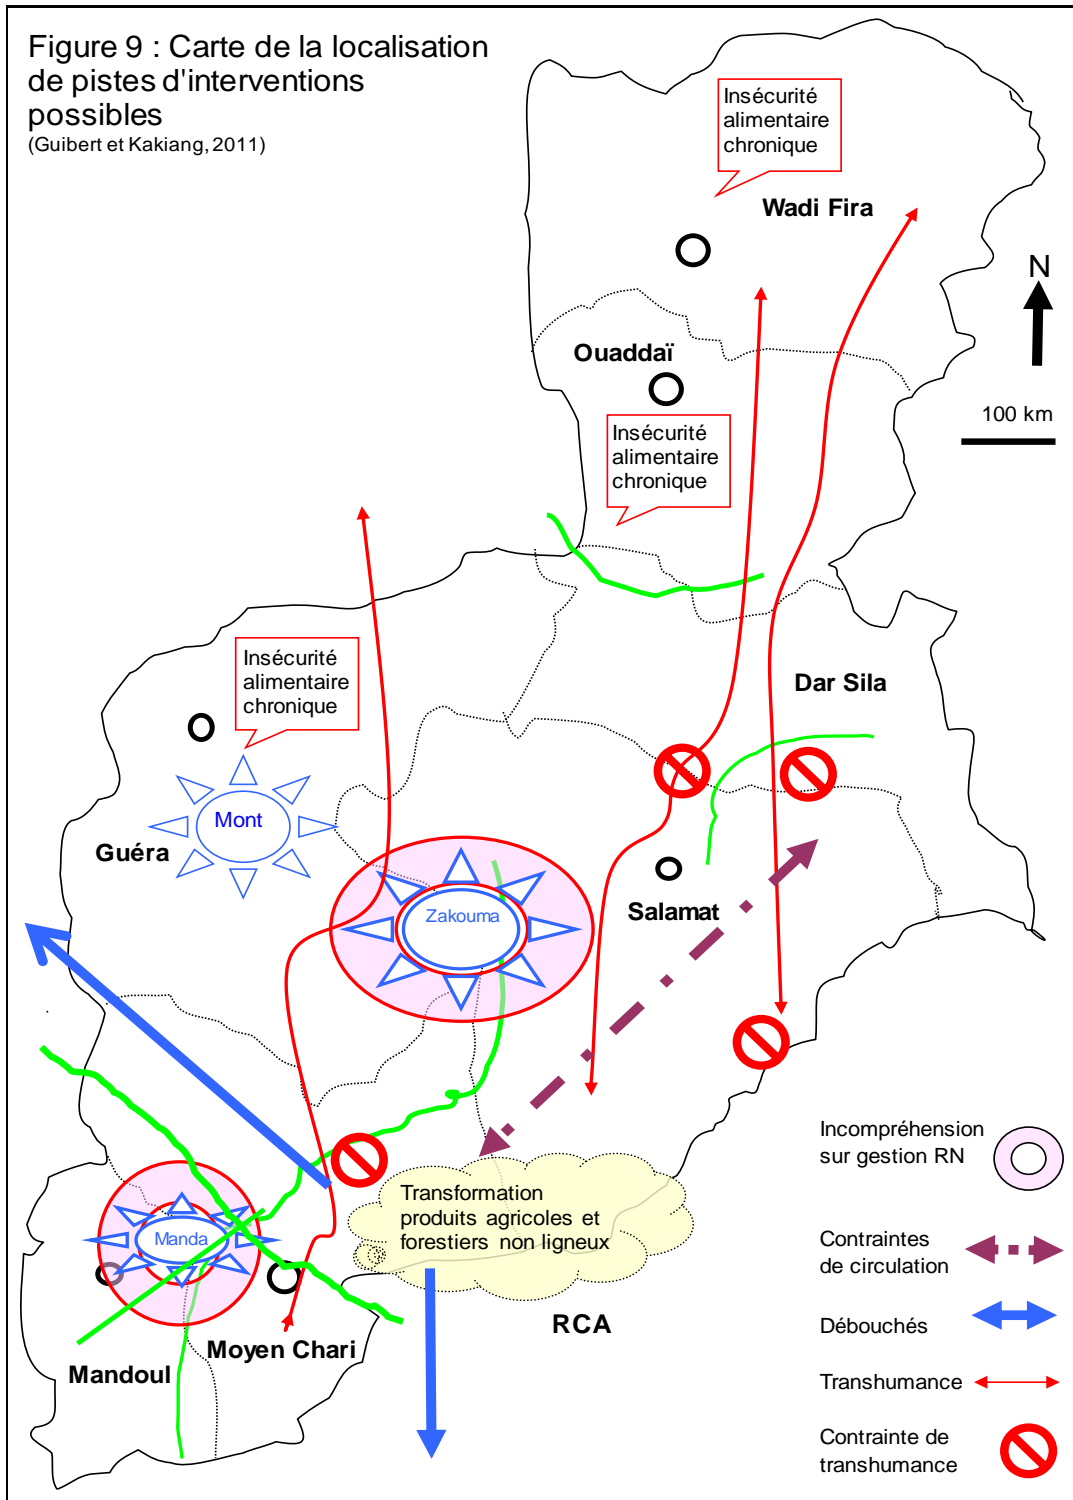 Figure 9 : Carte de la localisation
de pistes d'interventions
possibles
(Guibert et Kakiang, 2011)
Insécurité
alimentaire
chronique
Wadi Fira
N
Ouaddaï
100 km
Insécurité
alimentaire
chronique
Insécurité
alimentaire
chronique
Dar Sila
Mont
Guéra
Zakouma
Salamat
Incompréhension
sur gestion RN
Transformation
produits agricoles et
forestiers non ligneux
Manda
Contraintes
de circulation
RCA
Débouchés
Moyen Chari
Mandoul
Transhumance
Contrainte de
transhumance